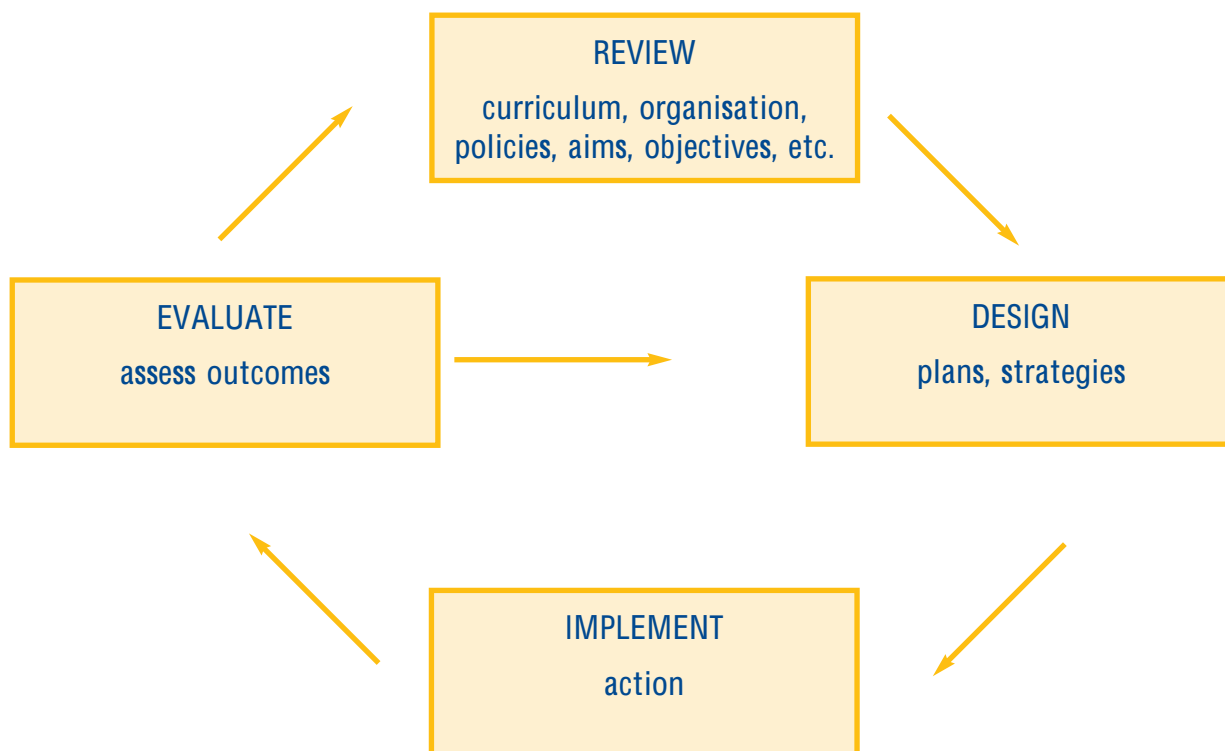 REVIEW
curriculum, organisation,
policies, aims, objectives, etc.
EVALUATE
assess outcomes
DESIGN
plans, strategies
IMPLEMENT
action